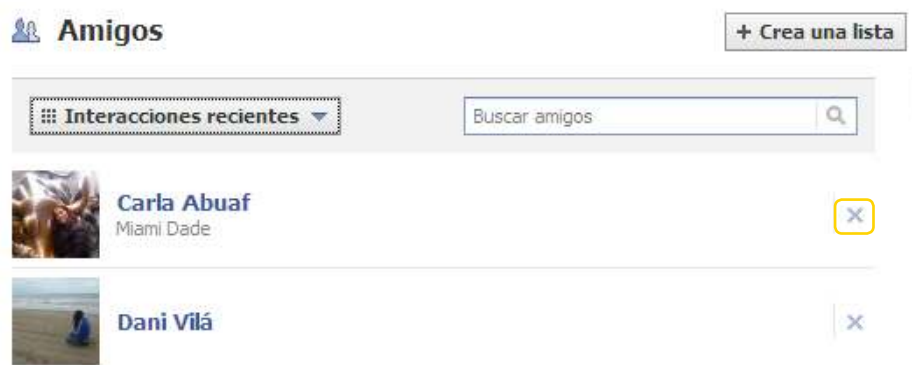 Amigos
+ Crea una lista
Interacciones recientes
Buscar amigos
Carla Abuaf
Miami Dade
Dani Vilá